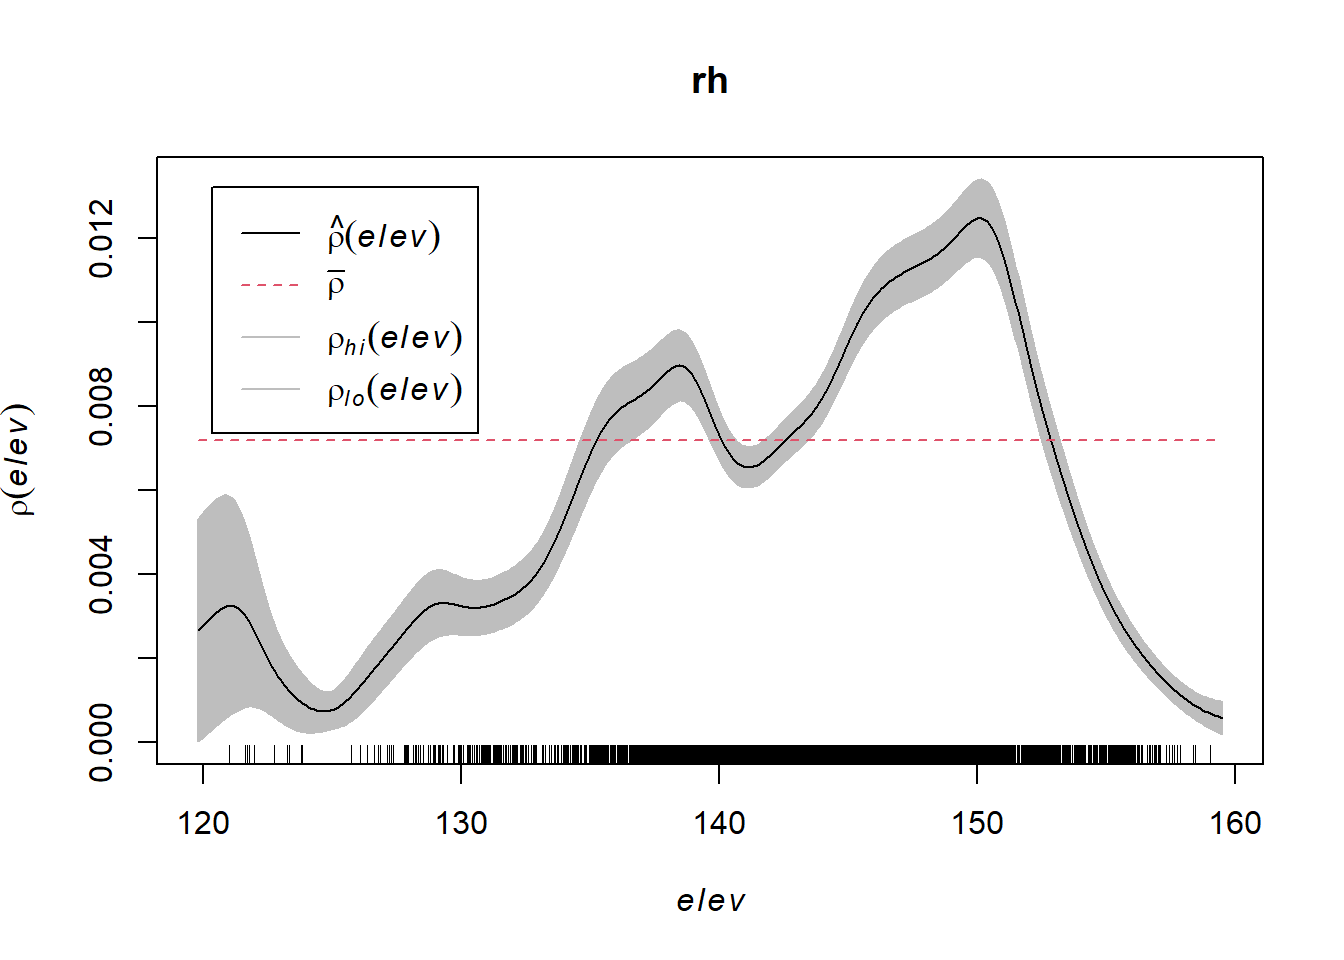 rh
ρ̂(elev)
ρ̅
ρhi(elev)
ρlo(elev)
ρ(elev)
0.012
0.008
0.004
0.000
120 130 140 150 160
elev